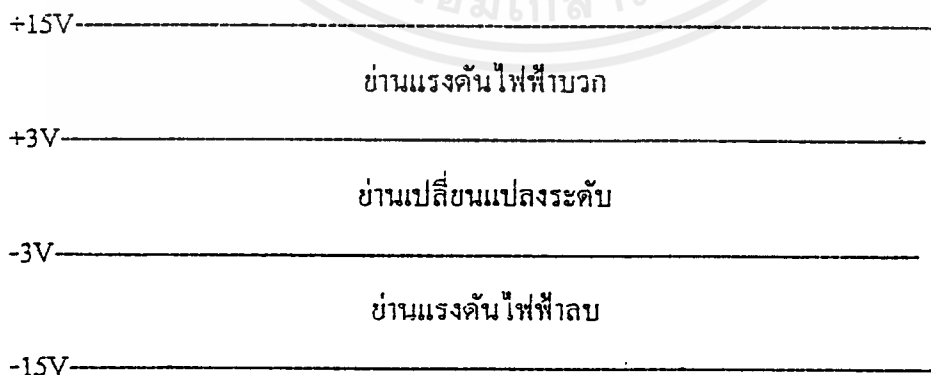 +15V
ย่านแรงดันไฟฟ้าบวก
+3V
ย่านเปลี่ยนแปลงระดับ
-3V
ย่านแรงดันไฟฟ้าลบ
-15V